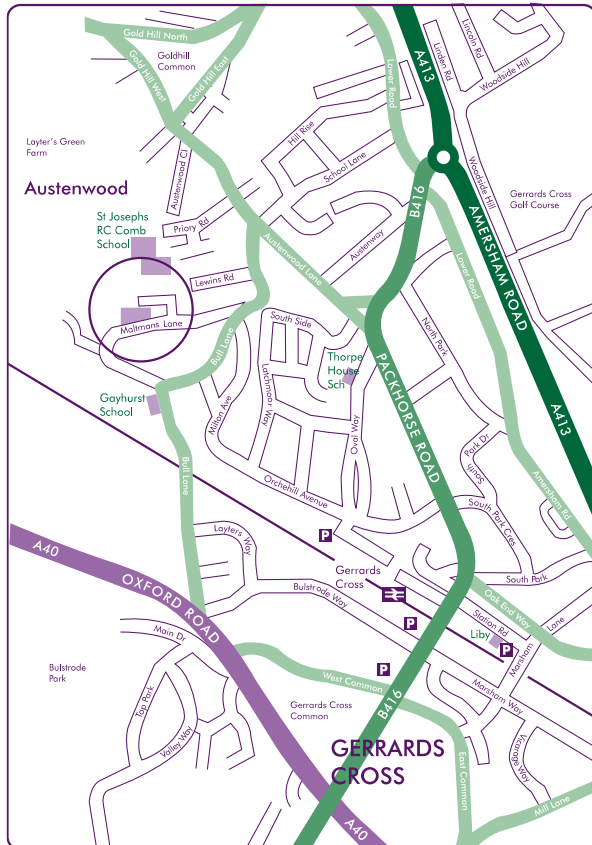 Gold Hill North
Goldhill
Common
Gold Hill West
Gold Hill East
Lower Road
A413
Linden Rd
Lincoln Rd
Woodside Hill
Layter's Green
Farm
Austenwood Cl
Hill Rise
School Lane
B416
Woodside Hill
Gerrards Cross
Golf Course
Austenwood
St Josephs
RC Comb
School
Priory Rd
Austenwood Lane
Austenway
AMERSHAM ROAD
Lower Road
Lewins Rd
Maltmans Lane
Bull Lane
South Side
North Park
Thorpe
House
Sch
PACKHORSE ROAD
Gayhurst
School
Milton Ave
Latchmoor Way
Oval Way
A413
Park Dr
South
Bull Lane
Orchehill Avenue
Amersham Rd
South Park Cres
A40
OXFORD ROAD
Layters Way
P
Gerrards
Cross
Bulstrode Way
South Park
Oak End Way
Station Rd
P
Liby
P
Marsham
Lane
Main Dr
Bulstrode
Park
P
West Common
Top Park
Valley Way
Gerrards Cross
Common
B416
Marsham Way
Vicarage Way
GERRARDS
CROSS
East Common
Mill Lane
A40